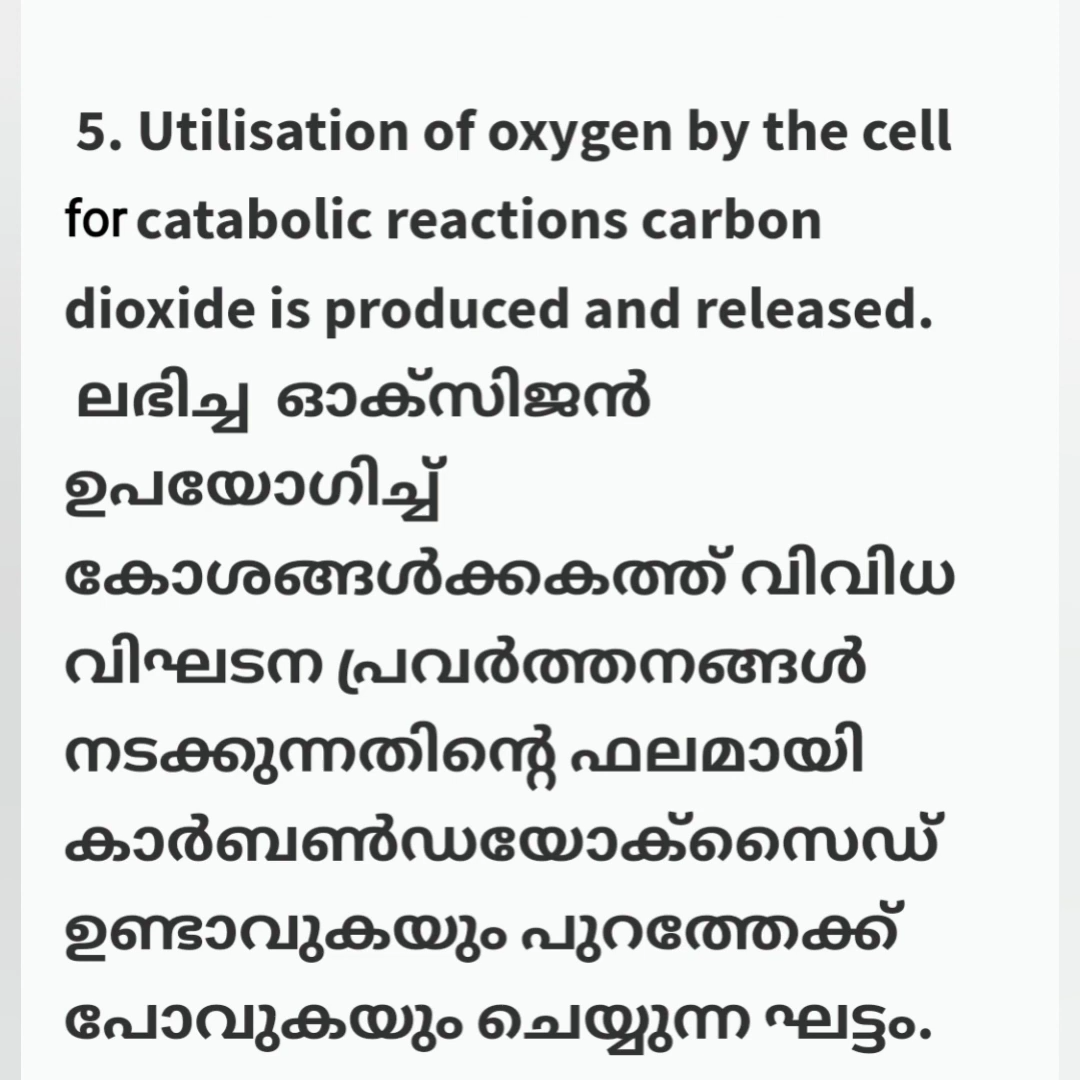 5. Utilisation of oxygen by the cell
for catabolic reactions carbon
dioxide is produced and released.
ലഭിച്ച ഓക്സിജൻ
ഉപയോഗിച്ച്
കോശങ്ങൾക്കകത്ത് വിവിധ
വിഘടന പ്രവർത്തനങ്ങൾ
നടക്കുന്നതിന്റെ ഫലമായി
കാർബൺഡയോക്സൈഡ്
ഉണ്ടാവുകയും പുറത്തേക്ക്
പോവുകയും ചെയ്യുന്ന ഘട്ടം.